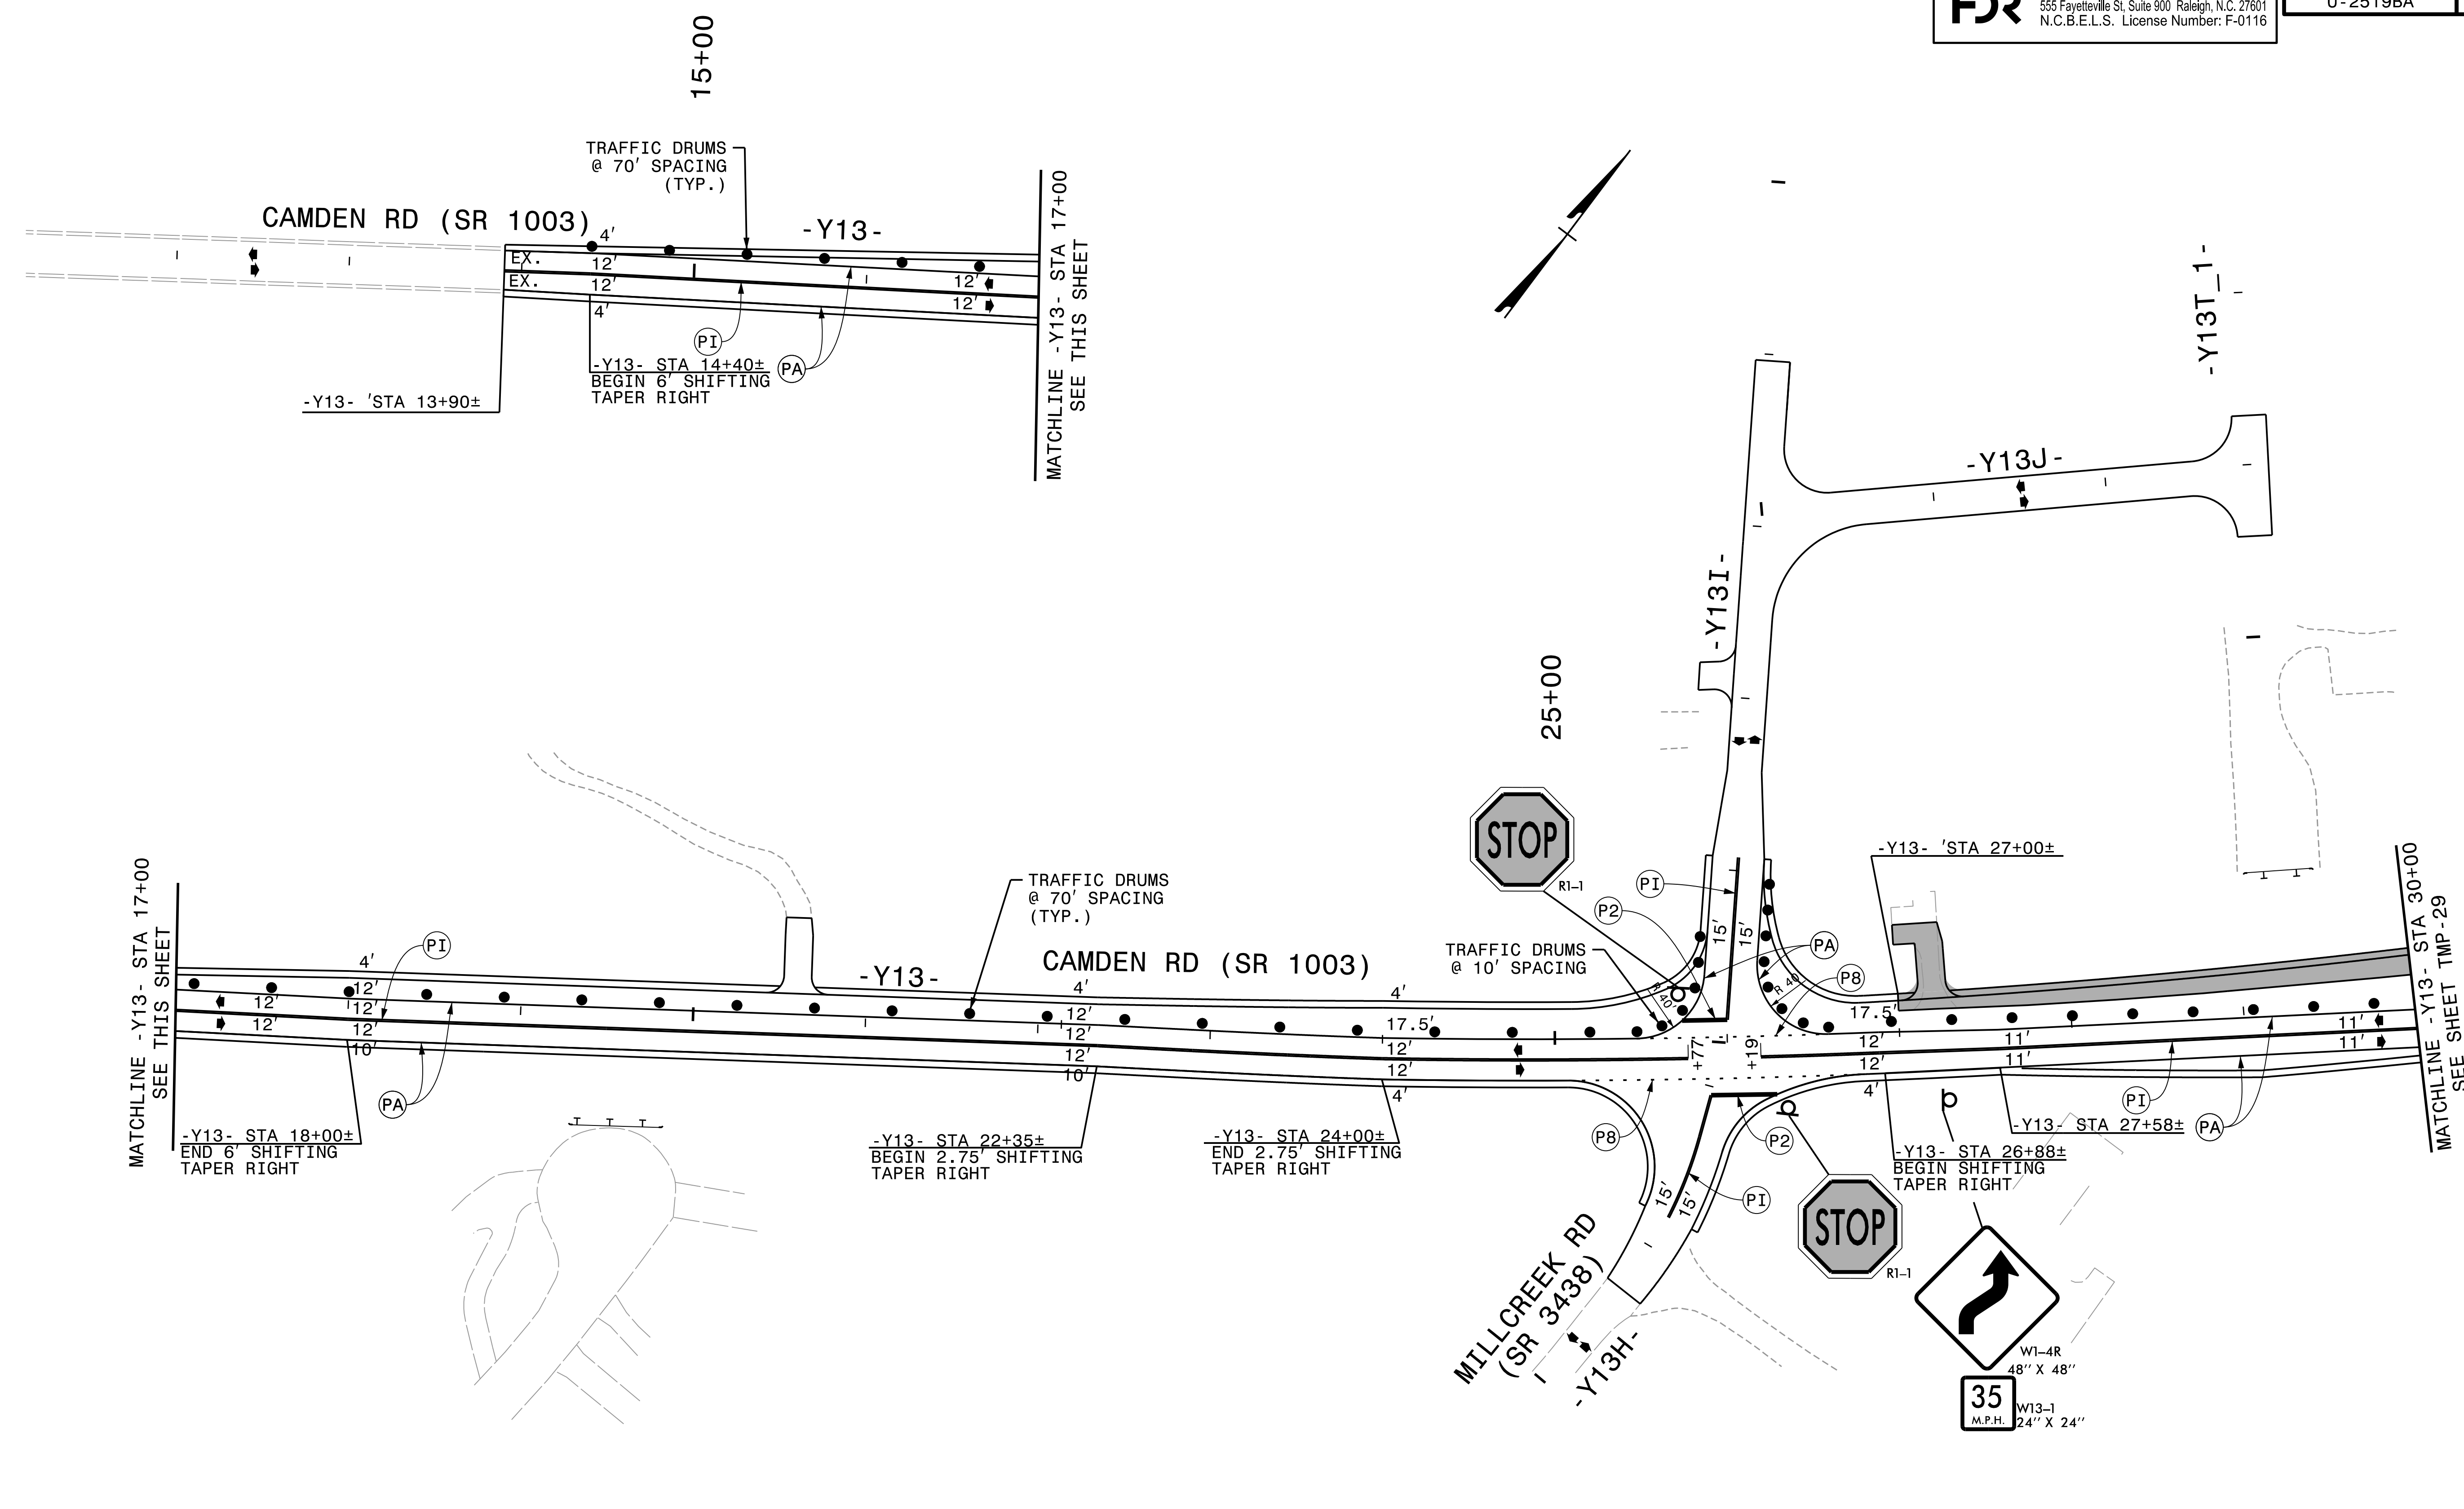 FDR
555 Fayetteville St, Suite 900 Raleigh, N.C. 27601
N.C.B.E.L.S. License Number: F-0116
U-2519BA
15+00
TRAFFIC DRUMS
@ 70' SPACING
(TYP.)
CAMDEN RD (SR 1003)
-Y13-
4'
EX.
12'
EX.
12'
4'
12'
12'
PI
PA
-Y13- STA 14+40±
BEGIN 6' SHIFTING
TAPER RIGHT
-Y13- 'STA 13+90±
MATCHLINE -Y13- STA 17+00
SEE THIS SHEET
-Y13T_1-
-Y13J-
-Y13I-
25+00
STOP
R1-1
PI
P2
TRAFFIC DRUMS
@ 10' SPACING
15'
15'
PA
P8
R 40'
R 40'
-Y13- 'STA 27+00±
MATCHLINE -Y13- STA 17+00
SEE THIS SHEET
PI
4'
12'
12'
12'
12'
12'
10'
PA
-Y13- STA 18+00±
END 6' SHIFTING
TAPER RIGHT
TRAFFIC DRUMS
@ 70' SPACING
(TYP.)
-Y13-
CAMDEN RD (SR 1003)
4'
12'
12'
12'
10'
-Y13- STA 22+35±
BEGIN 2.75' SHIFTING
TAPER RIGHT
4'
17.5'
12'
12'
4'
-Y13- STA 24+00±
END 2.75' SHIFTING
TAPER RIGHT
+77
+19
17.5'
12'
12'
4'
11'
11'
11'
11'
P8
P2
PI
15'
15'
-Y13- STA 26+88±
BEGIN SHIFTING
TAPER RIGHT
-Y13- STA 27+58±
PI
PA
MATCHLINE -Y13- STA 30+00
SEE SHEET TMP-29
STOP
R1-1
MILLCREEK RD
(SR 3438)
-Y13H-
W1-4R
48" X 48"
35
M.P.H.
W13-1
24" X 24"